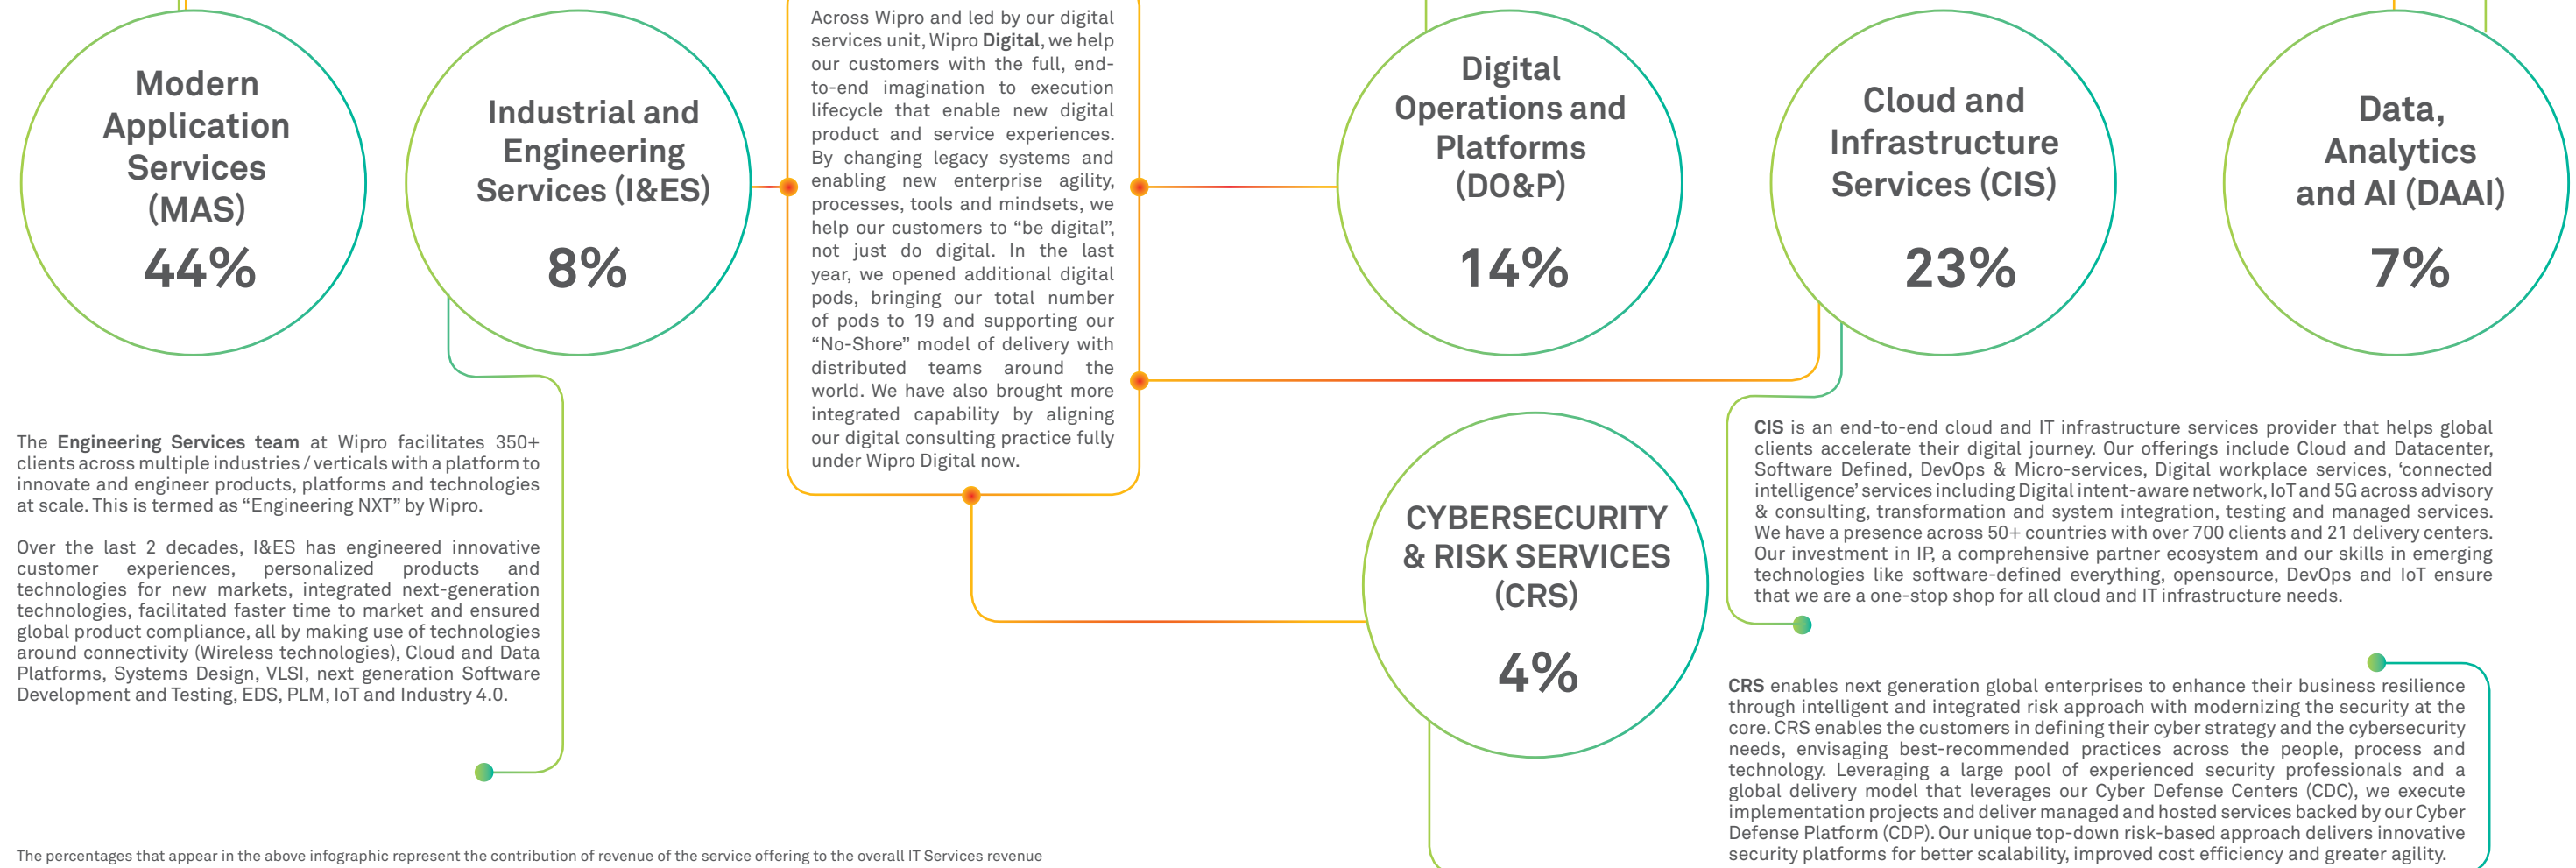 Modern
Application
Services
(MAS)
44%
Industrial and
Engineering
Services (I&ES)
8%
Across Wipro and led by our digital
services unit, Wipro Digital, we help
our customers with the full, end-
to-end imagination to execution
lifecycle that enable new digital
product and service experiences.
By changing legacy systems and
enabling new enterprise agility,
processes, tools and mindsets, we
help our customers to “be digital”,
not just do digital. In the last
year, we opened additional digital
pods, bringing our total number
of pods to 19 and supporting our
“No-Shore” model of delivery with
distributed teams around the
world. We have also brought more
integrated capability by aligning
our digital consulting practice fully
under Wipro Digital now.
Digital
Operations and
Platforms
(DO&P)
14%
Cloud and
Infrastructure
Services (CIS)
23%
Data,
Analytics
and AI (DAAI)
7%
The Engineering Services team at Wipro facilitates 350+
clients across multiple industries / verticals with a platform to
innovate and engineer products, platforms and technologies
at scale. This is termed as “Engineering NXT” by Wipro.
Over the last 2 decades, I&ES has engineered innovative
customer experiences, personalized products and
technologies for new markets, integrated next-generation
technologies, facilitated faster time to market and ensured
global product compliance, all by making use of technologies
around connectivity (Wireless technologies), Cloud and Data
Platforms, Systems Design, VLSI, next generation Software
Development and Testing, EDS, PLM, IoT and Industry 4.0.
CYBERSECURITY
& RISK SERVICES
(CRS)
4%
CIS is an end-to-end cloud and IT infrastructure services provider that helps global
clients accelerate their digital journey. Our offerings include Cloud and Datacenter,
Software Defined, DevOps & Micro-services, Digital workplace services, ‘connected
intelligence’ services including Digital intent-aware network, IoT and 5G across advisory
& consulting, transformation and system integration, testing and managed services.
We have a presence across 50+ countries with over 700 clients and 21 delivery centers.
Our investment in IP, a comprehensive partner ecosystem and our skills in emerging
technologies like software-defined everything, opensource, DevOps and IoT ensure
that we are a one-stop shop for all cloud and IT infrastructure needs.
CRS enables next generation global enterprises to enhance their business resilience
through intelligent and integrated risk approach with modernizing the security at the
core. CRS enables the customers in defining their cyber strategy and the cybersecurity
needs, envisaging best-recommended practices across the people, process and
technology. Leveraging a large pool of experienced security professionals and a
global delivery model that leverages our Cyber Defense Centers (CDC), we execute
implementation projects and deliver managed and hosted services backed by our Cyber
Defense Platform (CDP). Our unique top-down risk-based approach delivers innovative
security platforms for better scalability, improved cost efficiency and greater agility.
The percentages that appear in the above infographic represent the contribution of revenue of the service offering to the overall IT Services revenue